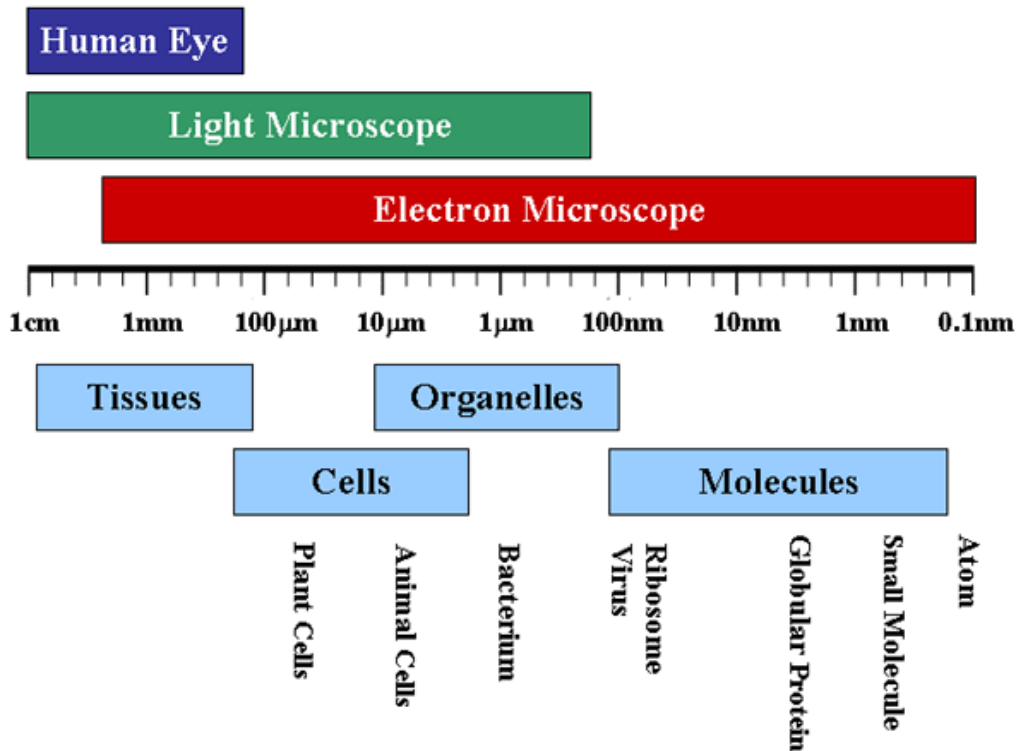 Human Eye
Light Microscope
Electron Microscope
1cm 1mm 100μm 10μm 1μm 100nm 10nm 1nm 0.1nm
Tissues Organelles
Cells Molecules
Plant Cells
Animal Cells
Bacterium
Virus
Ribosome
Globular Protein
Small Molecule
Atom